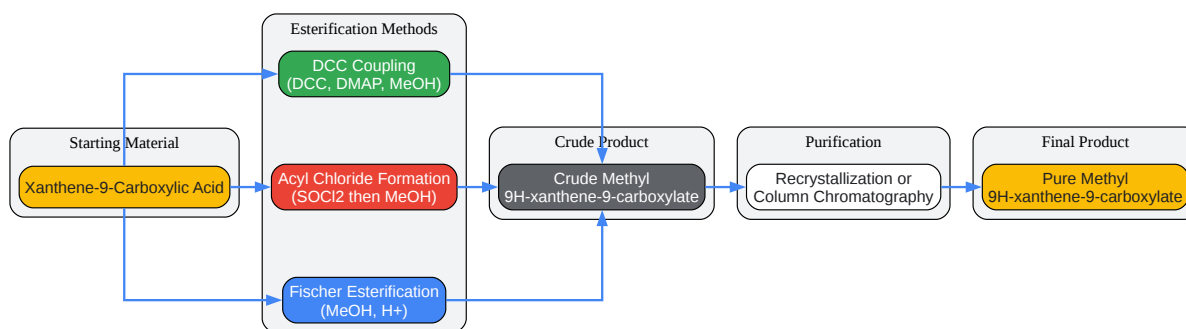 Esterification Methods
DCC Coupling
(DCC, DMAP, MeOH)
Starting Material
Xanthene-9-Carboxylic Acid
Acyl Chloride Formation
(SOCl2 then MeOH)
Fischer Esterification
(MeOH, H+)
Crude Product
Crude Methyl
9H-xanthene-9-carboxylate
Purification
Recrystallization or
Column Chromatography
Final Product
Pure Methyl
9H-xanthene-9-carboxylate